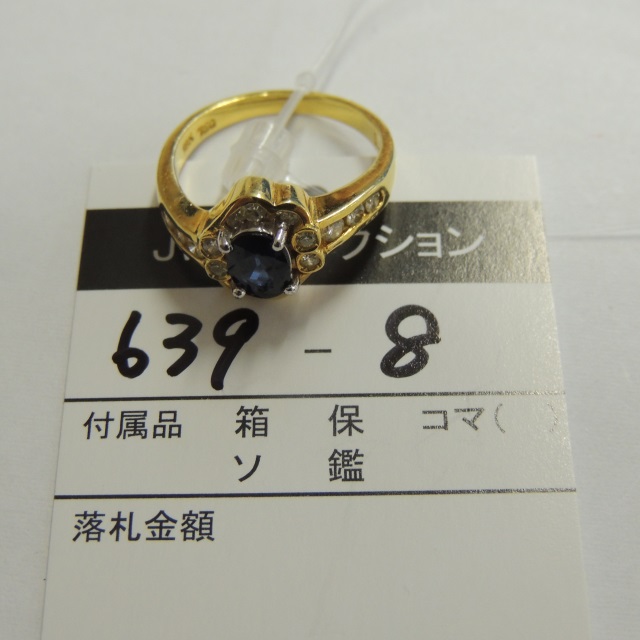 J クション
639 - 8
付属品 箱 保 コマ( )
ソ 鑑
落札金額